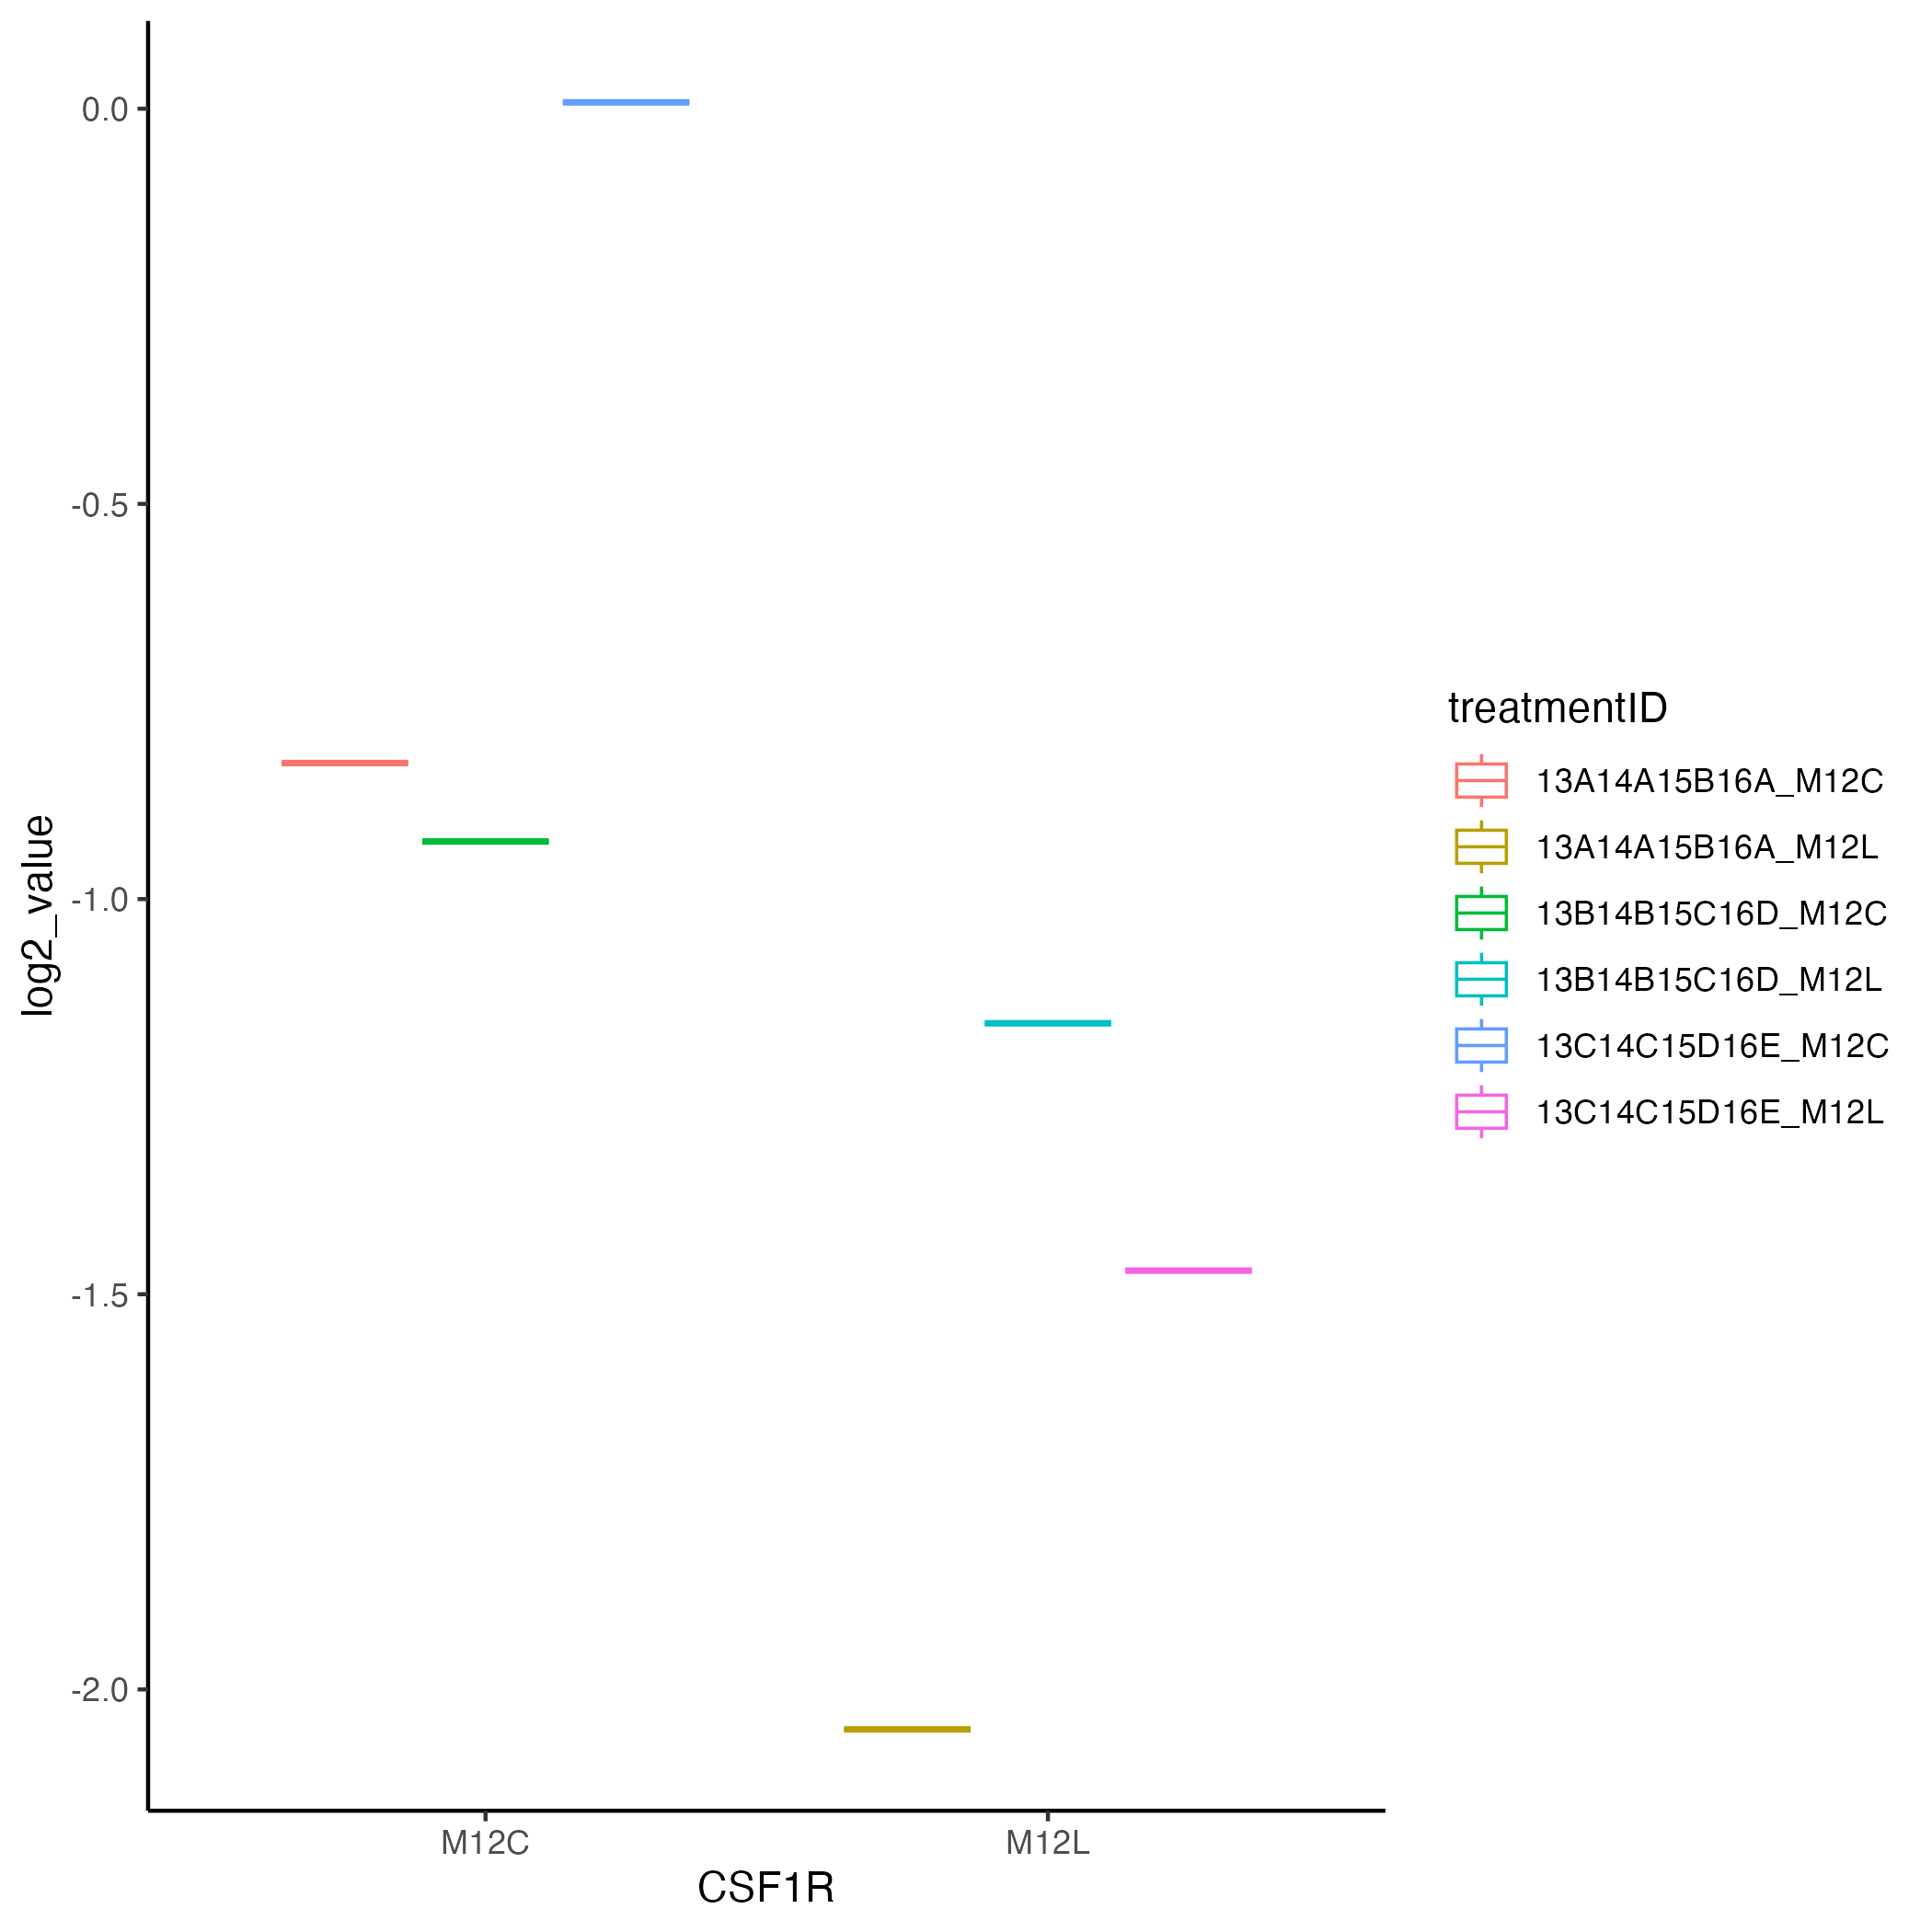 log2_value
0.0
-0.5
-1.0
-1.5
-2.0
M12C
M12L
CSF1R
treatmentID
13A14A15B16A_M12C
13A14A15B16A_M12L
13B14B15C16D_M12C
13B14B15C16D_M12L
13C14C15D16E_M12C
13C14C15D16E_M12L